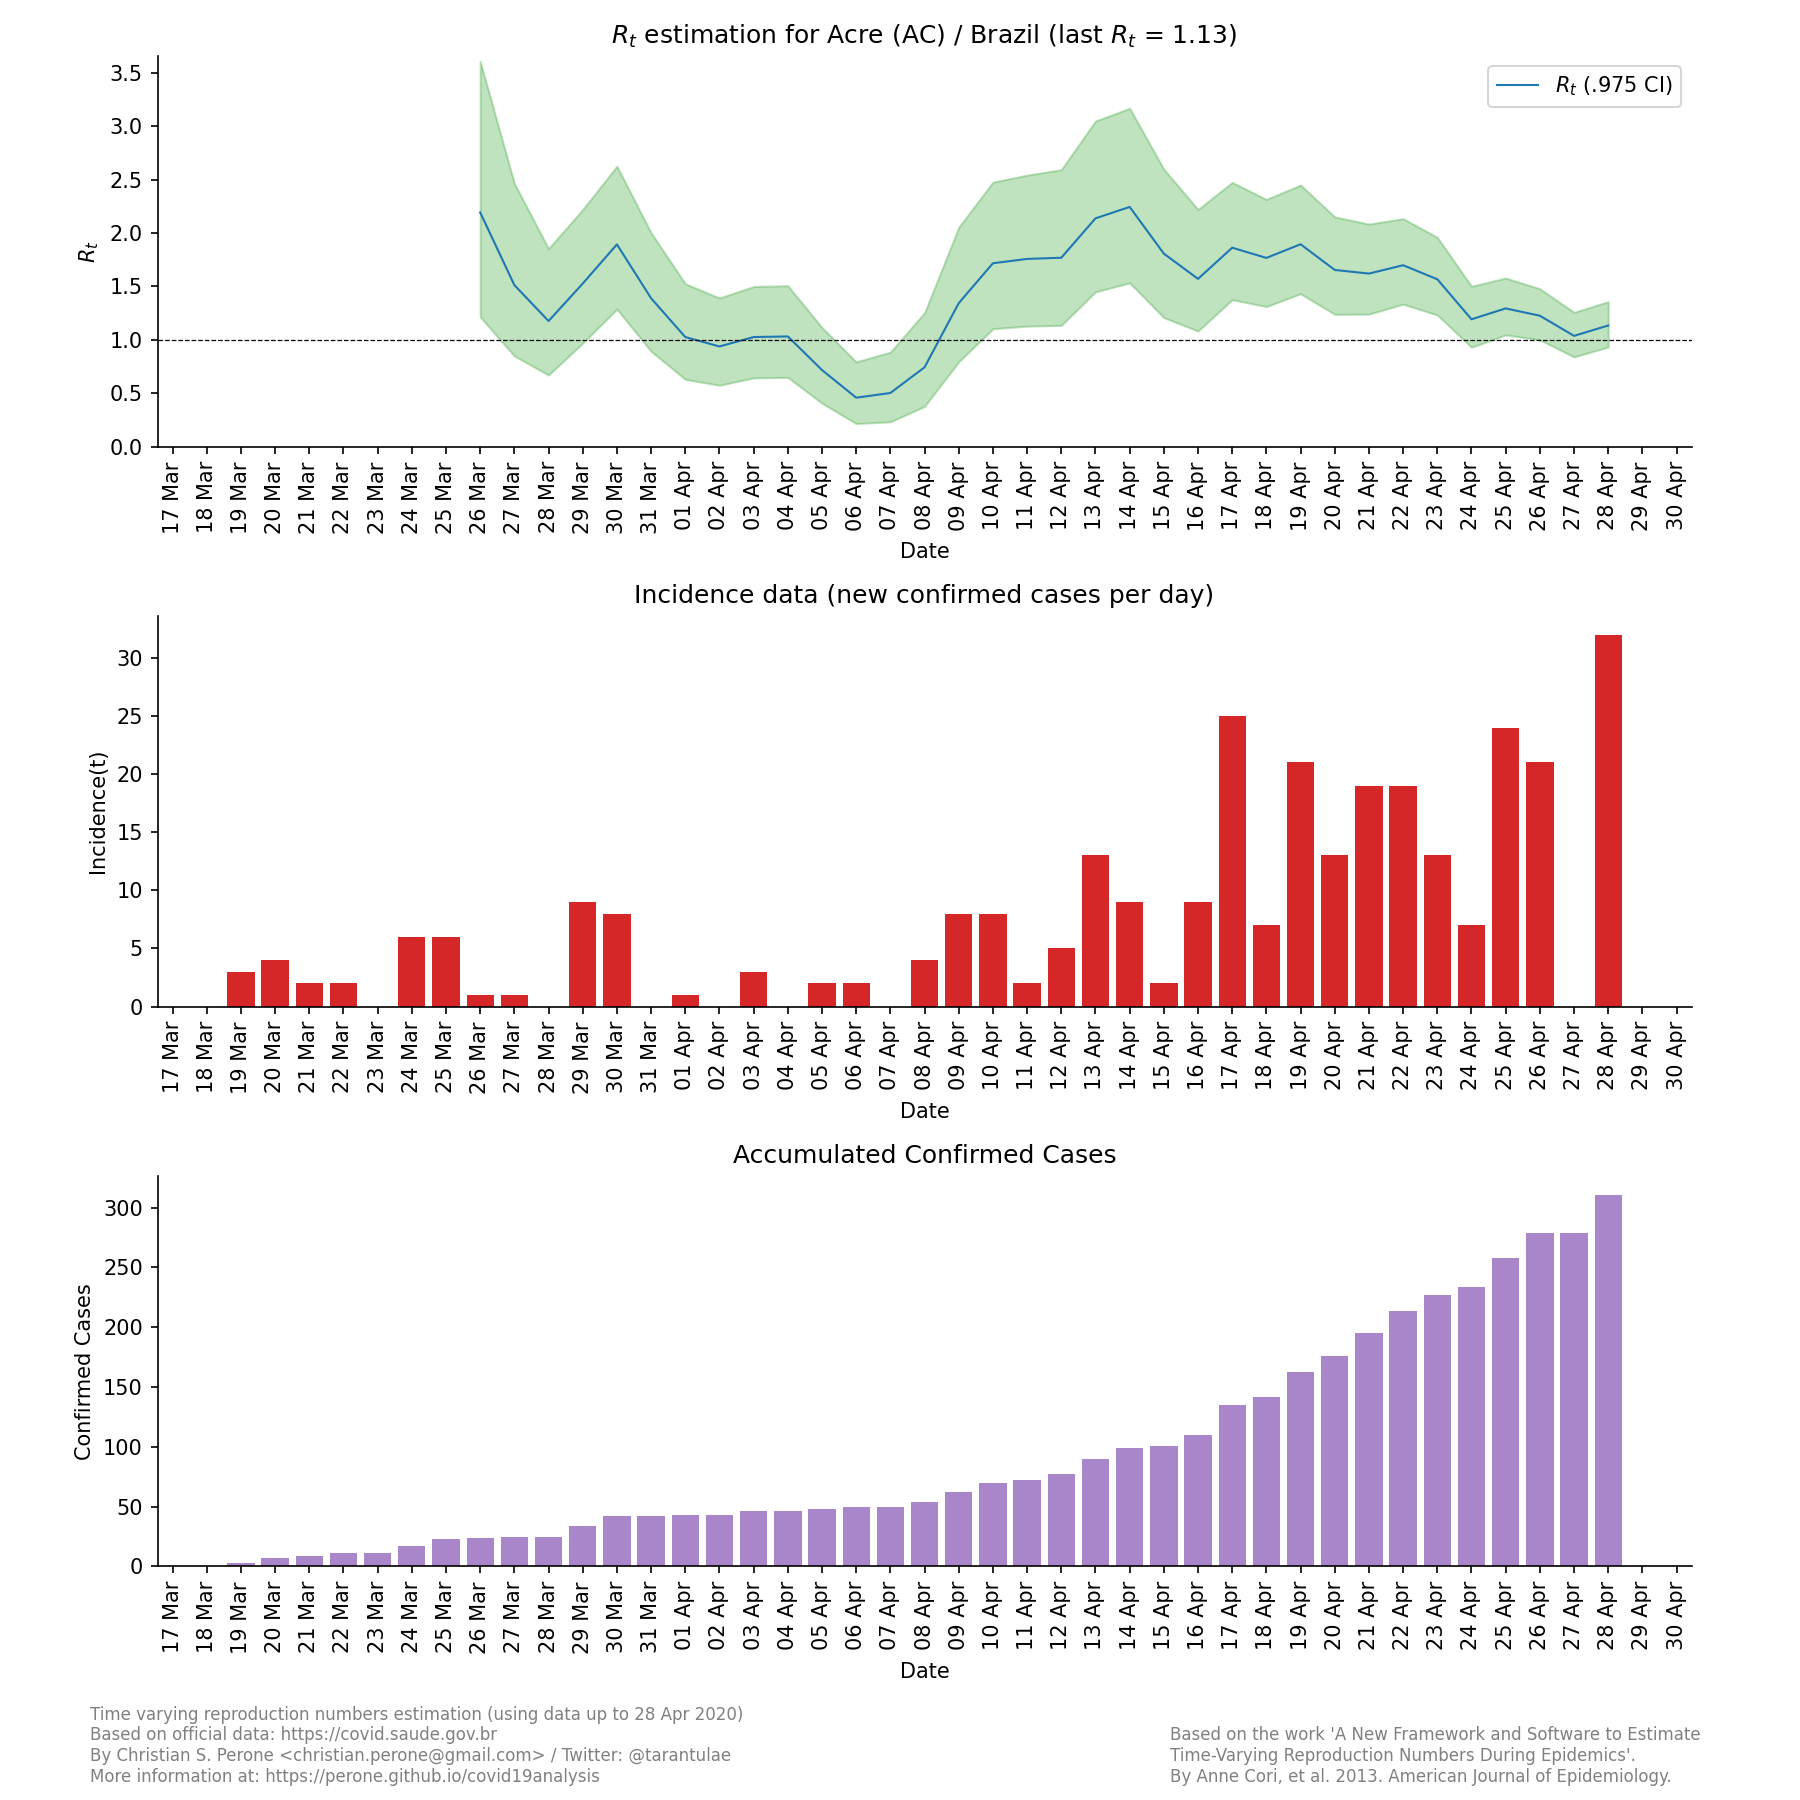 R_t estimation for Acre (AC) / Brazil (last R_t = 1.13)
R_t (.975 CI)
3.5
3.0
2.5
2.0
1.5
1.0
0.5
0.0
R_t
17 Mar 18 Mar 19 Mar 20 Mar 21 Mar 22 Mar 23 Mar 24 Mar 25 Mar 26 Mar 27 Mar 28 Mar 29 Mar 30 Mar 31 Mar 01 Apr 02 Apr 03 Apr 04 Apr 05 Apr 06 Apr 07 Apr 08 Apr 09 Apr 10 Apr 11 Apr 12 Apr 13 Apr 14 Apr 15 Apr 16 Apr 17 Apr 18 Apr 19 Apr 20 Apr 21 Apr 22 Apr 23 Apr 24 Apr 25 Apr 26 Apr 27 Apr 28 Apr 29 Apr 30 Apr
Date
Incidence data (new confirmed cases per day)
30
25
20
15
10
5
0
Incidence(t)
17 Mar 18 Mar 19 Mar 20 Mar 21 Mar 22 Mar 23 Mar 24 Mar 25 Mar 26 Mar 27 Mar 28 Mar 29 Mar 30 Mar 31 Mar 01 Apr 02 Apr 03 Apr 04 Apr 05 Apr 06 Apr 07 Apr 08 Apr 09 Apr 10 Apr 11 Apr 12 Apr 13 Apr 14 Apr 15 Apr 16 Apr 17 Apr 18 Apr 19 Apr 20 Apr 21 Apr 22 Apr 23 Apr 24 Apr 25 Apr 26 Apr 27 Apr 28 Apr 29 Apr 30 Apr
Date
Accumulated Confirmed Cases
300
250
200
150
100
50
0
Confirmed Cases
17 Mar 18 Mar 19 Mar 20 Mar 21 Mar 22 Mar 23 Mar 24 Mar 25 Mar 26 Mar 27 Mar 28 Mar 29 Mar 30 Mar 31 Mar 01 Apr 02 Apr 03 Apr 04 Apr 05 Apr 06 Apr 07 Apr 08 Apr 09 Apr 10 Apr 11 Apr 12 Apr 13 Apr 14 Apr 15 Apr 16 Apr 17 Apr 18 Apr 19 Apr 20 Apr 21 Apr 22 Apr 23 Apr 24 Apr 25 Apr 26 Apr 27 Apr 28 Apr 29 Apr 30 Apr
Date
Time varying reproduction numbers estimation (using data up to 28 Apr 2020)
Based on official data: https://covid.saude.gov.br
By Christian S. Perone <christian.perone@gmail.com> / Twitter: @tarantulae
More information at: https://perone.github.io/covid19analysis
Based on the work 'A New Framework and Software to Estimate
Time-Varying Reproduction Numbers During Epidemics'.
By Anne Cori, et al. 2013. American Journal of Epidemiology.